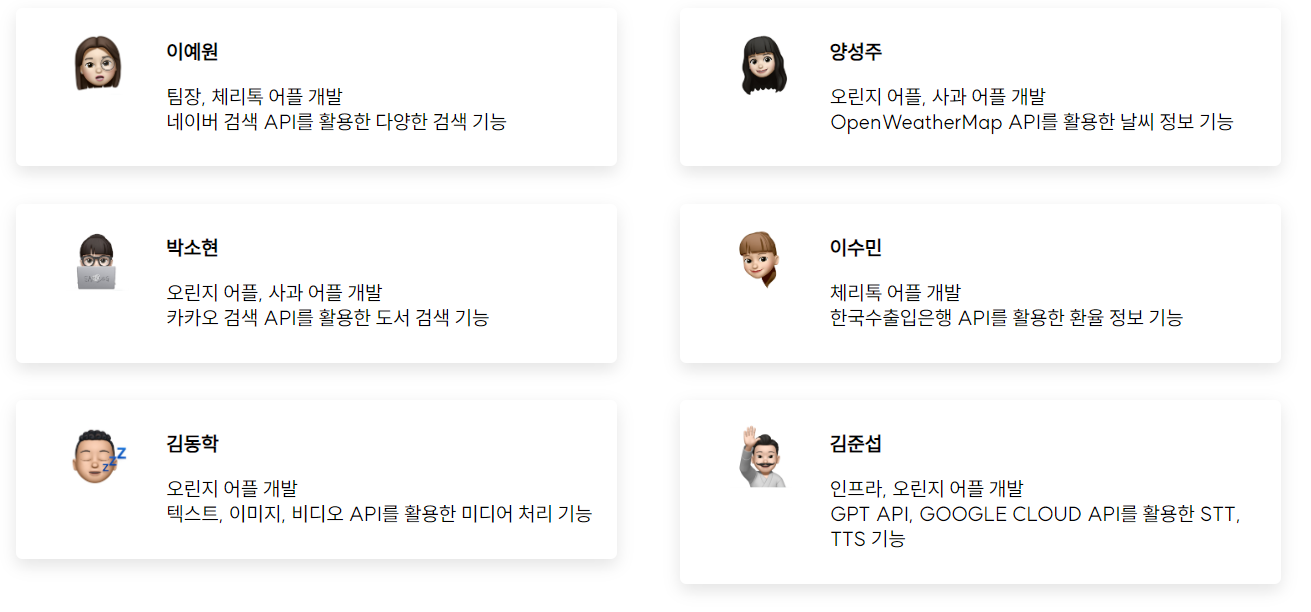 이예원
팀장, 체리톡 어플 개발
네이버 검색 API를 활용한 다양한 검색 기능
양성주
오린지 어플, 사과 어플 개발
OpenWeatherMap API를 활용한 날씨 정보 기능
박소현
오린지 어플, 사과 어플 개발
카카오 검색 API를 활용한 도서 검색 기능
이수민
체리톡 어플 개발
한국수출입은행 API를 활용한 환율 정보 기능
김동학
오린지 어플 개발
텍스트, 이미지, 비디오 API를 활용한 미디어 처리 기능
김준섭
인프라, 오린지 어플 개발
GPT API, GOOGLE CLOUD API를 활용한 STT,
TTS 기능